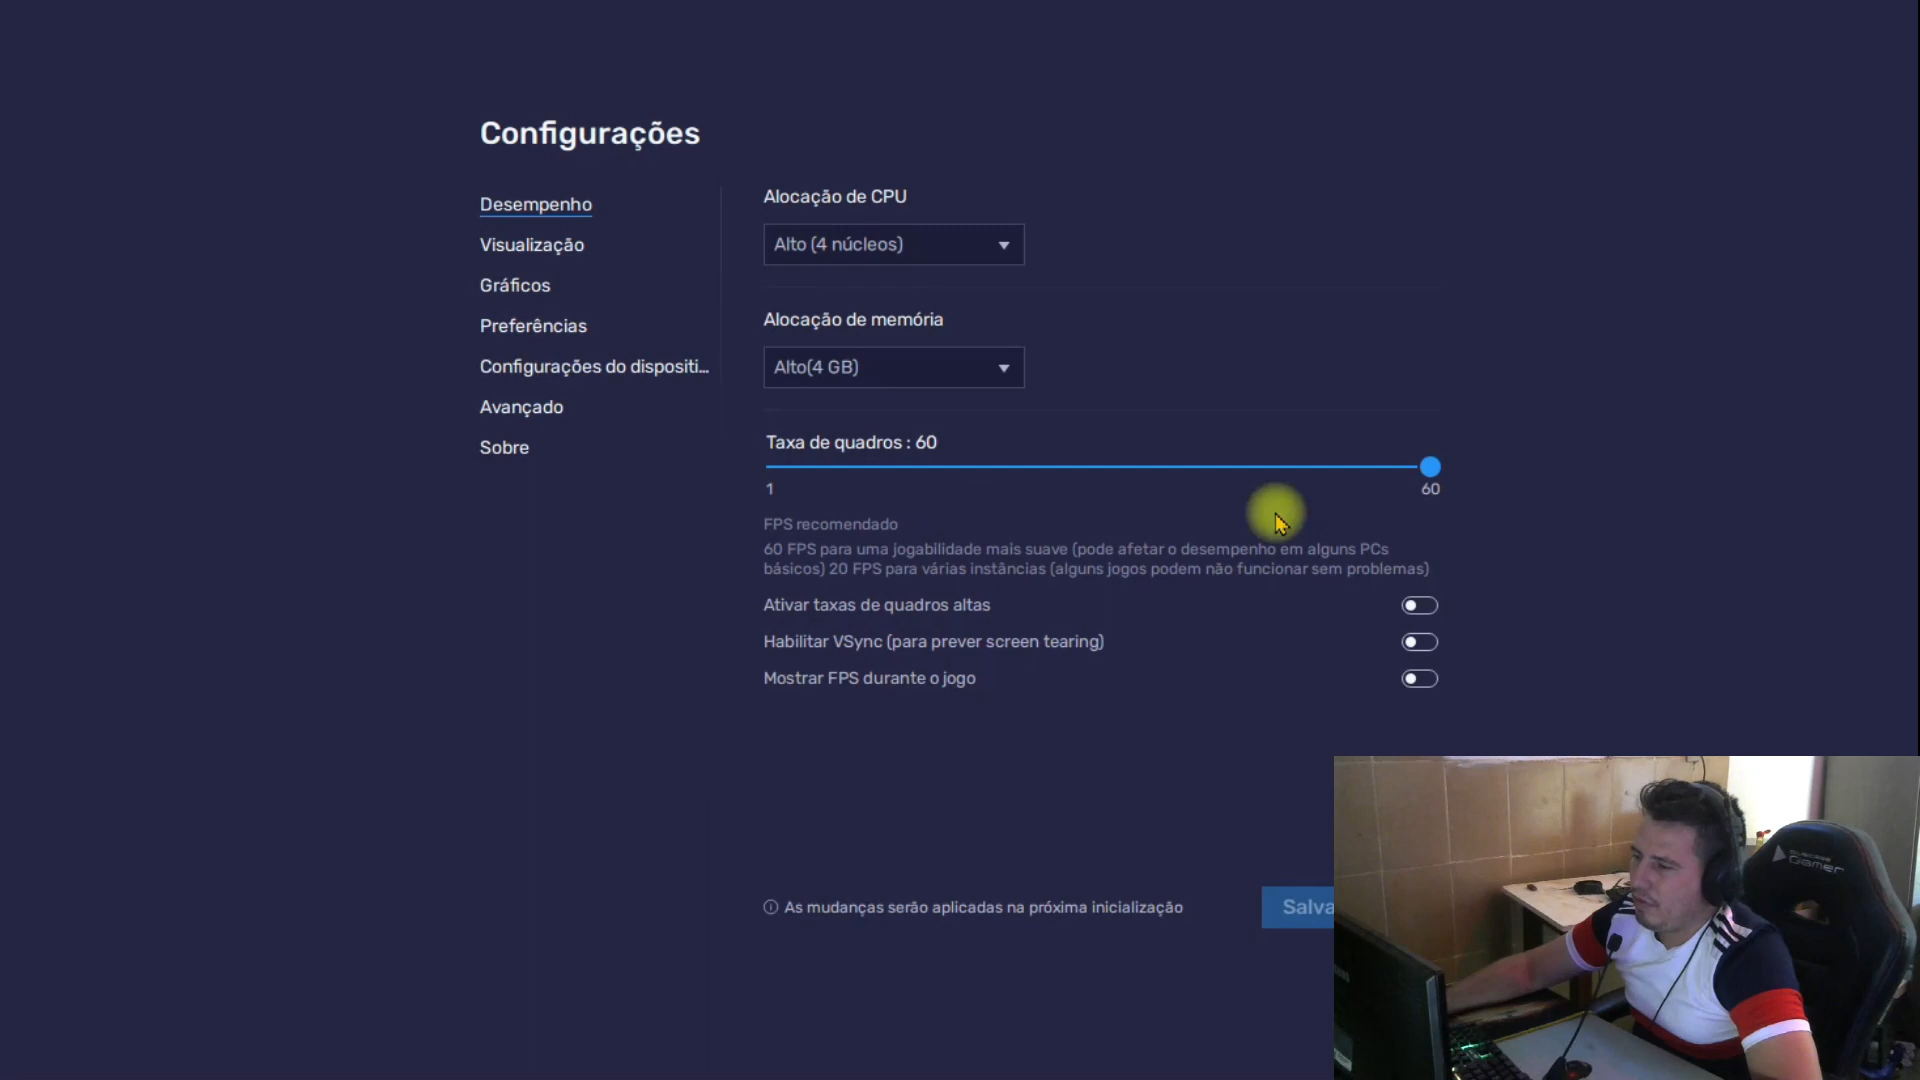 Configurações
Desempenho
Visualização
Gráficos
Preferências
Configurações do dispositi...
Avançado
Sobre
Alocação de CPU
Alto (4 núcleos)
Alocação de memória
Alto(4 GB)
Taxa de quadros : 60
1
60
FPS recomendado
60 FPS para uma jogabilidade mais suave (pode afetar o desempenho em alguns PCs
básicos) 20 FPS para várias instâncias (alguns jogos podem não funcionar sem problemas)
Ativar taxas de quadros altas
Habilitar VSync (para prever screen tearing)
Mostrar FPS durante o jogo
As mudanças serão aplicadas na próxima inicialização
Salva
Gamer